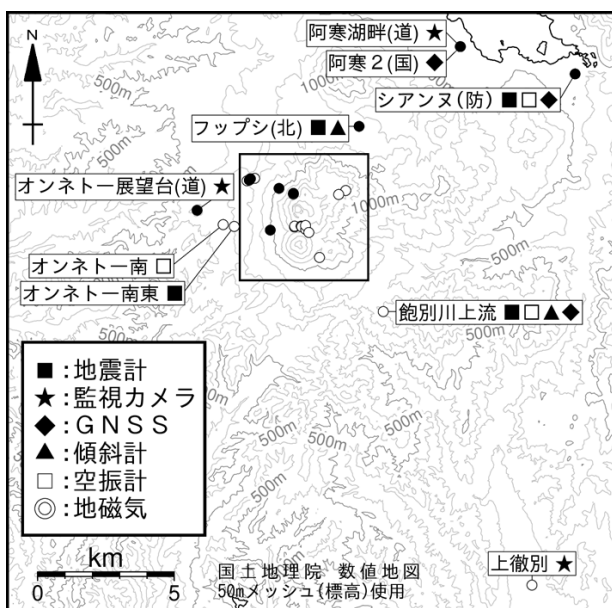 N
阿寒湖畔(道) ★
阿寒２(国) ◆
シアンヌ(防) ■ □ ◆
フップシ(北) ■ ▲
オンネトー展望台(道) ★
オンネトー南 □
オンネトー南東 ■
飽別川上流 ■ □ ▲ ◆
上徹別 ★
1000m
500m
500m
500m
1000m
500m
500m
500m
500m
500m
500m
500m
■ : 地震計
★ : 監視カメラ
◆ : ＧＮＳＳ
▲ : 傾斜計
□ : 空振計
◎ : 地磁気
km
0 5
国土地理院 数値地図
50mメッシュ(標高)使用